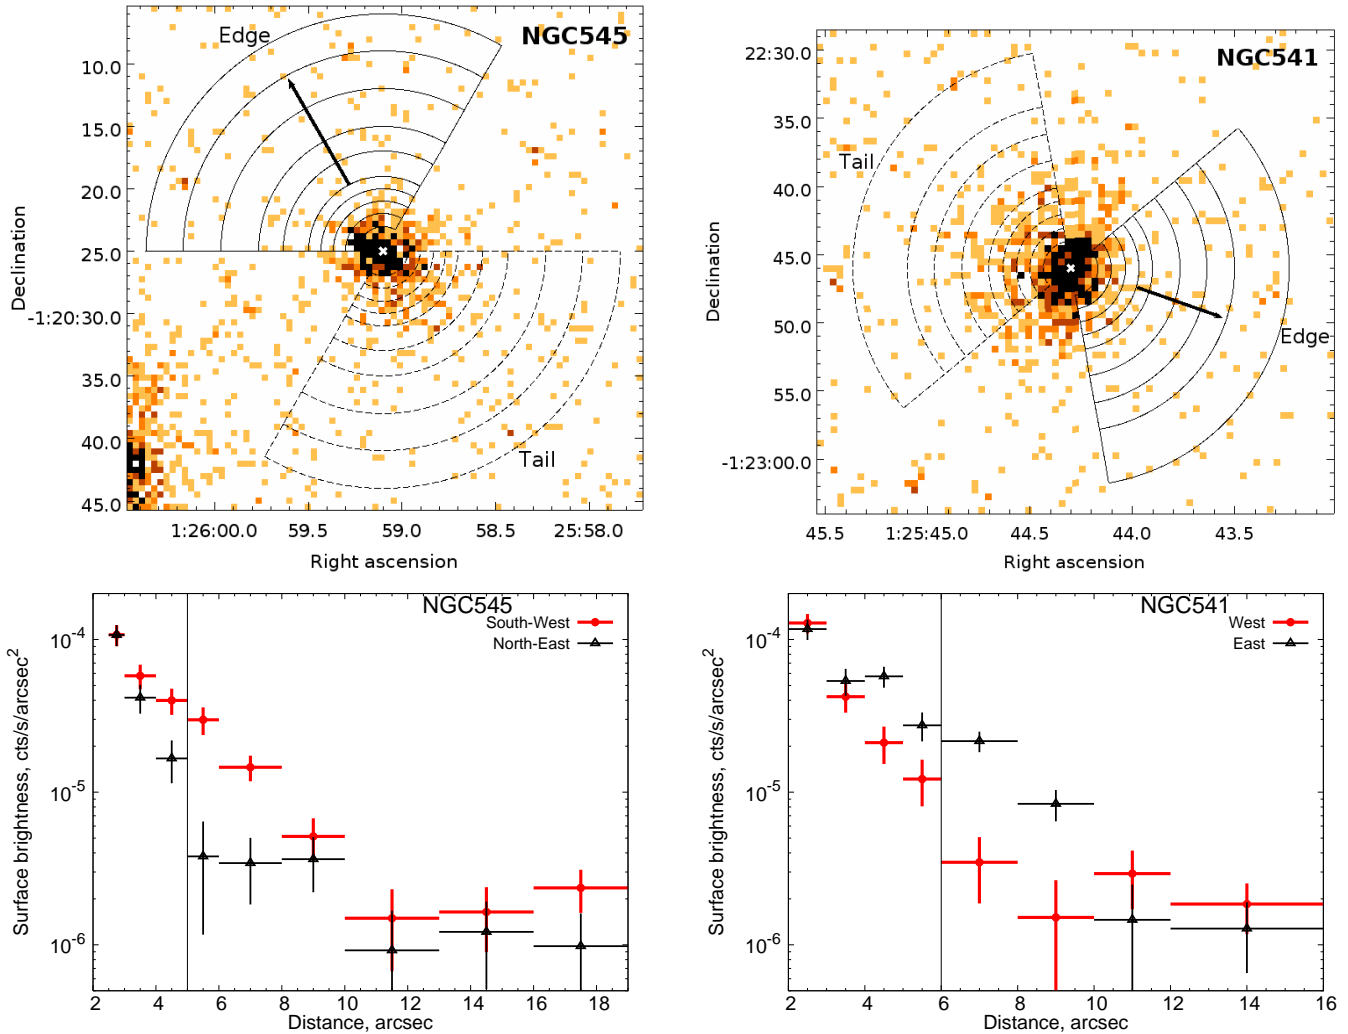 NGC545
Edge
Tail
10.0
15.0
20.0
25.0
-1:20:30.0
35.0
40.0
45.0
Declination
1:26:00.0 59.5 59.0 58.5 25:58.0
Right ascension
NGC541
Tail
Edge
22:30.0
35.0
40.0
45.0
50.0
55.0
-1:23:00.0
Declination
45.5 1:25:45.0 44.5 44.0 43.5
Right ascension
NGC545
South-West
North-East
10-4
10-5
10-6
Surface brightness, cts/s/arcsec2
2 4 6 8 10 12 14 16 18
Distance, arcsec
NGC541
West
East
10-4
10-5
10-6
Surface brightness, cts/s/arcsec2
2 4 6 8 10 12 14 16
Distance, arcsec